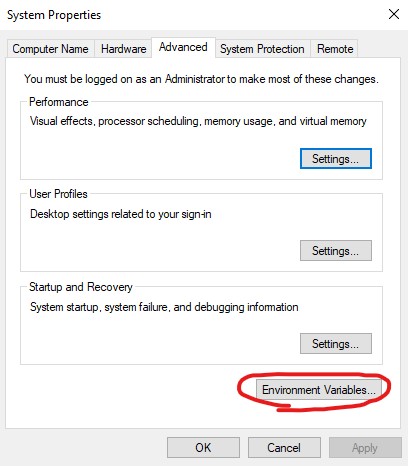 System Properties
Computer Name Hardware Advanced System Protection Remote
You must be logged on as an Administrator to make most of these changes.
Performance
Visual effects, processor scheduling, memory usage, and virtual memory
Settings...
User Profiles
Desktop settings related to your sign-in
Settings...
Startup and Recovery
System startup, system failure, and debugging information
Settings...
Environment Variables...
OK Cancel Apply